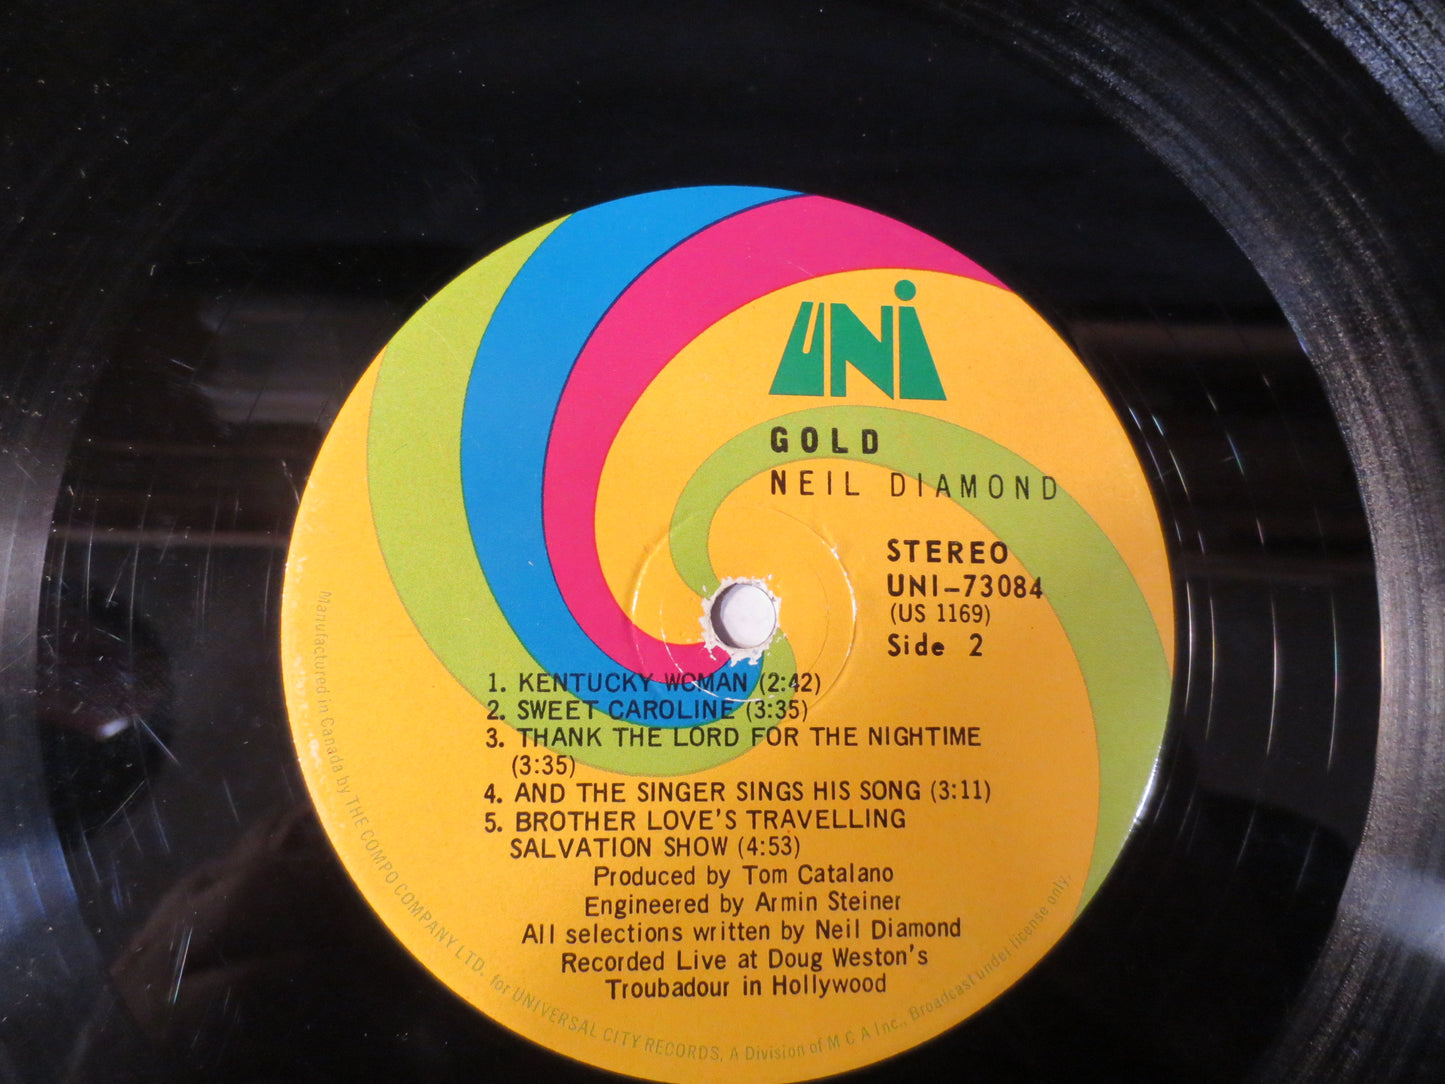 UNI
GOLD
NEIL DIAMOND
STEREO
UNI-73084
(US 1169)
Side 2
1. KENTUCKY WOMAN (2:42)
2. SWEET CAROLINE (3:35)
3. THANK THE LORD FOR THE NIGHTIME
(3:35)
4. AND THE SINGER SINGS HIS SONG (3:11)
5. BROTHER LOVE'S TRAVELLING
SALVATION SHOW (4:53)
Produced by Tom Catalano
Engineered by Armin Steiner
All selections written by Neil Diamond
Recorded Live at Doug Weston's
Troubadour in Hollywood
Manufactured in Canada by THE COMPO COMPANY LTD. for UNIVERSAL CITY RECORDS, A Division of M C A Inc., Broadcast under license only.